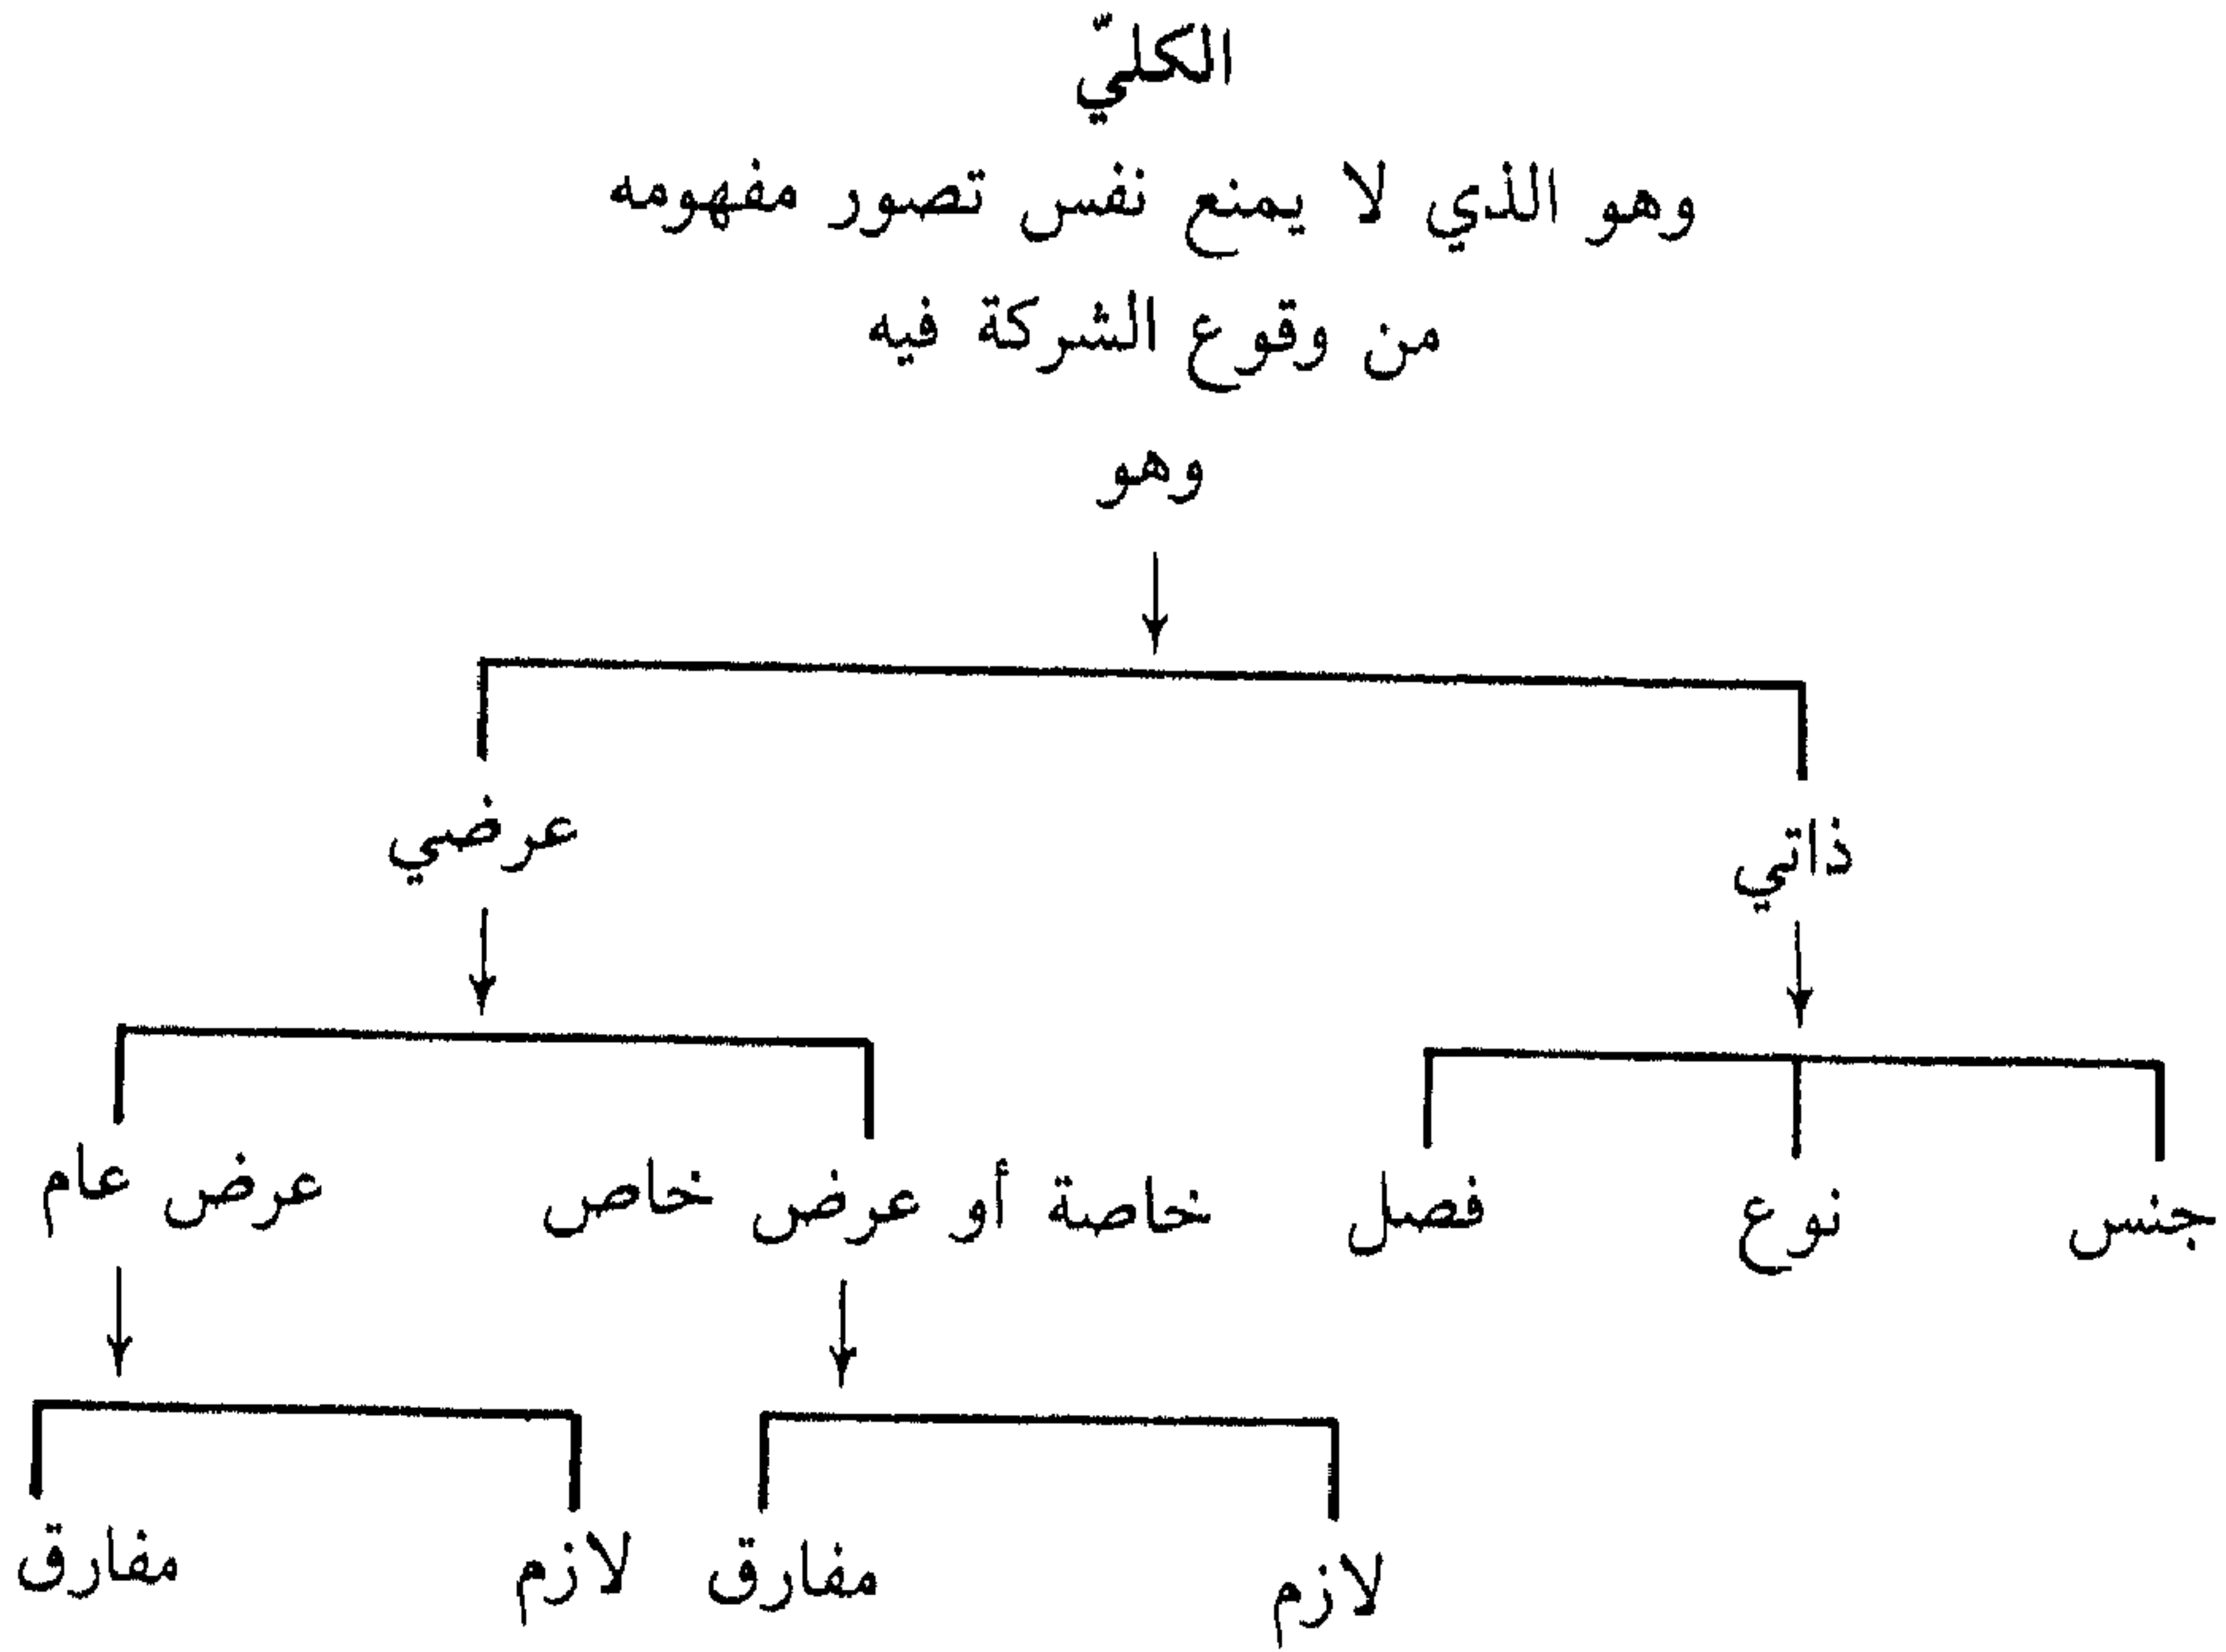 الكليّ
وهو الذي لا يمنع نفس تصور مفهومه
من وقوع الشركة فيه
وهو
ذاتي عرضي
جنس نوع فصل خاصة أو عرض خاص عرض عام
لازم مفارق لازم مفارق